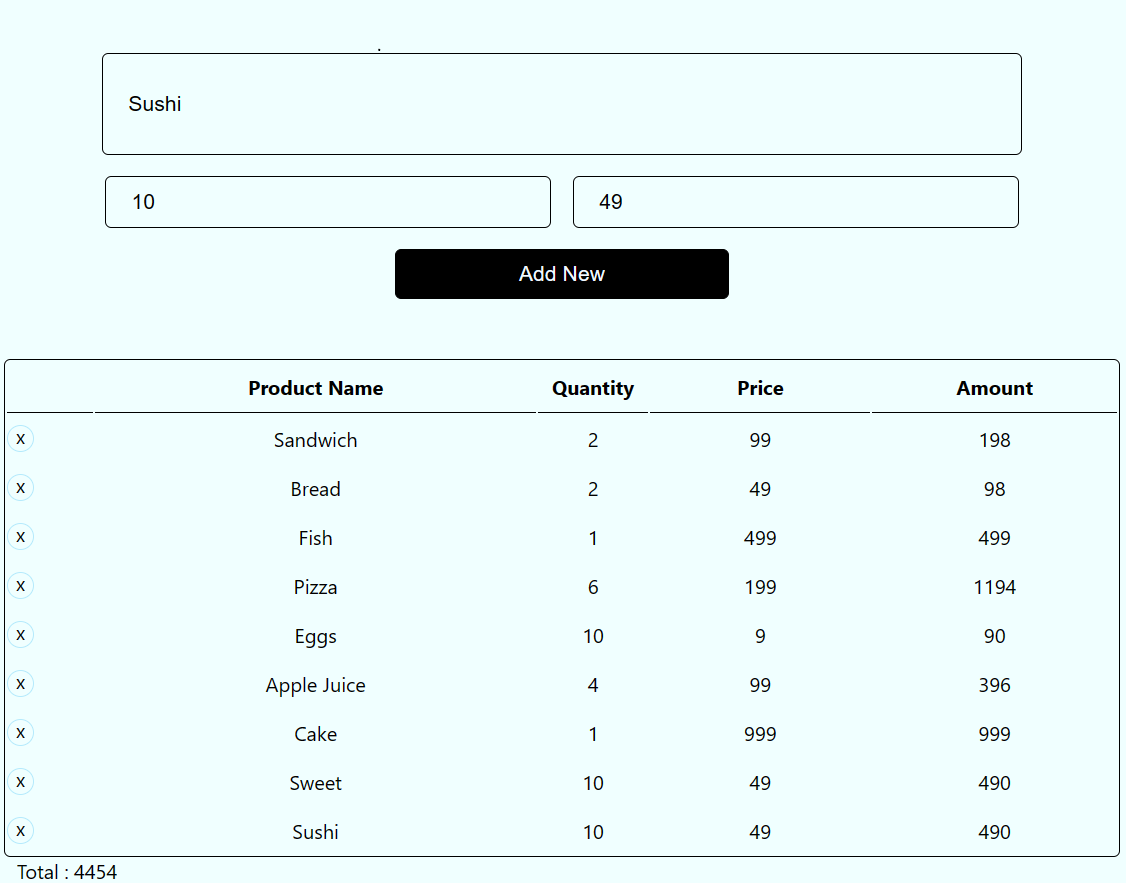 .
Sushi
10 49
Add New
Product Name Quantity Price Amount
x Sandwich 2 99 198
x Bread 2 49 98
x Fish 1 499 499
x Pizza 6 199 1194
x Eggs 10 9 90
x Apple Juice 4 99 396
x Cake 1 999 999
x Sweet 10 49 490
x Sushi 10 49 490
Total : 4454